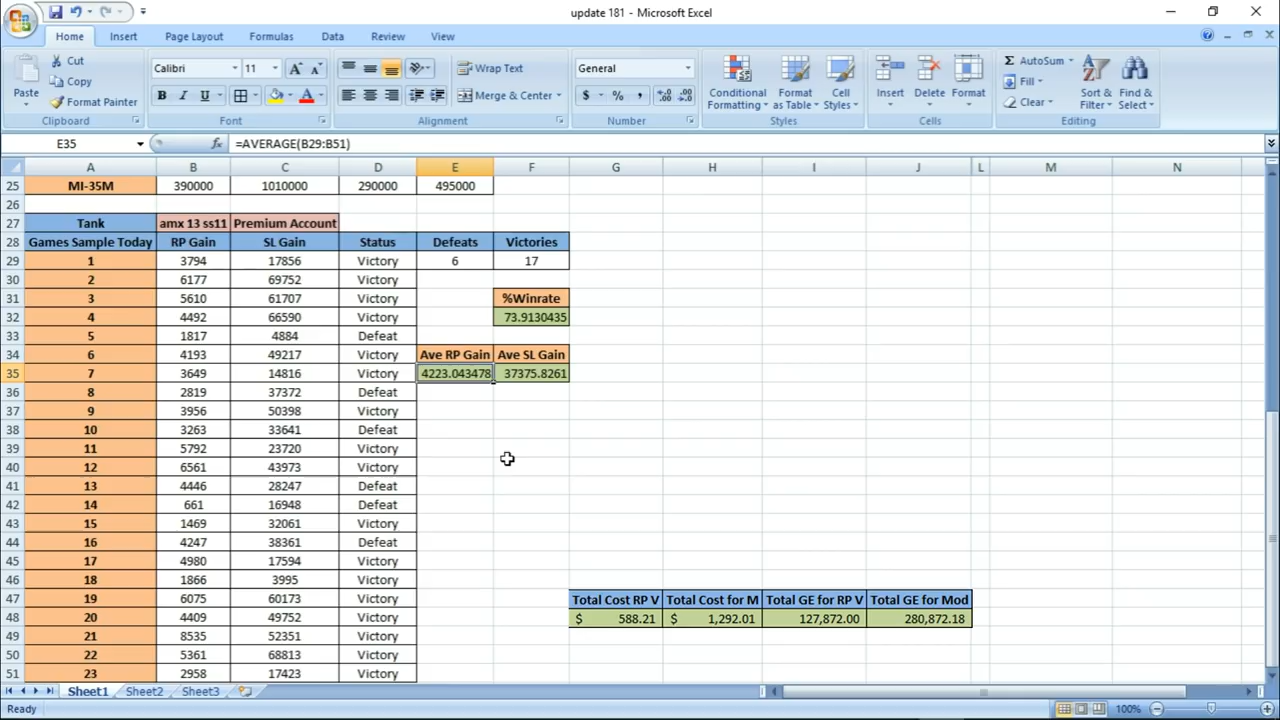 update 181 - Microsoft Excel
Home Insert Page Layout Formulas Data Review View
Paste Cut Copy Format Painter
Calibri 11 B I U
Wrap Text Merge & Center
General $ % ,
Conditional Formatting Format as Table Cell Styles Insert Delete Format
Σ AutoSum Fill Clear Sort & Filter Find & Select
Clipboard Font Alignment Number Styles Cells Editing
E35 fx =AVERAGE(B29:B51)
A B C D E F G H I J L M N
25 MI-35M 390000 1010000 290000 495000
26
27 Tank amx 13 ss11 Premium Account
28 Games Sample Today RP Gain SL Gain Status Defeats Victories
29 1 3794 17856 Victory 6 17
30 2 6177 69752 Victory
31 3 5610 61707 Victory %Winrate
32 4 4492 66590 Victory 73.9130435
33 5 1817 4884 Defeat
34 6 4193 49217 Victory Ave RP Gain Ave SL Gain
35 7 3649 14816 Victory 4223.043478 37375.8261
36 8 2819 37372 Defeat
37 9 3956 50398 Victory
38 10 3263 33641 Defeat
39 11 5792 23720 Victory
40 12 6561 43973 Victory
41 13 4446 28247 Defeat
42 14 661 16948 Defeat
43 15 1469 32061 Victory
44 16 4247 38361 Defeat
45 17 4980 17594 Victory
46 18 1866 3995 Victory
47 19 6075 60173 Victory Total Cost RP V Total Cost for M Total GE for RP V Total GE for Mod
48 20 4409 49752 Victory $ 588.21 $ 1,292.01 127,872.00 280,872.18
49 21 8535 52351 Victory
50 22 5361 68813 Victory
51 23 2958 17423 Victory
Sheet1 Sheet2 Sheet3
Ready 100%